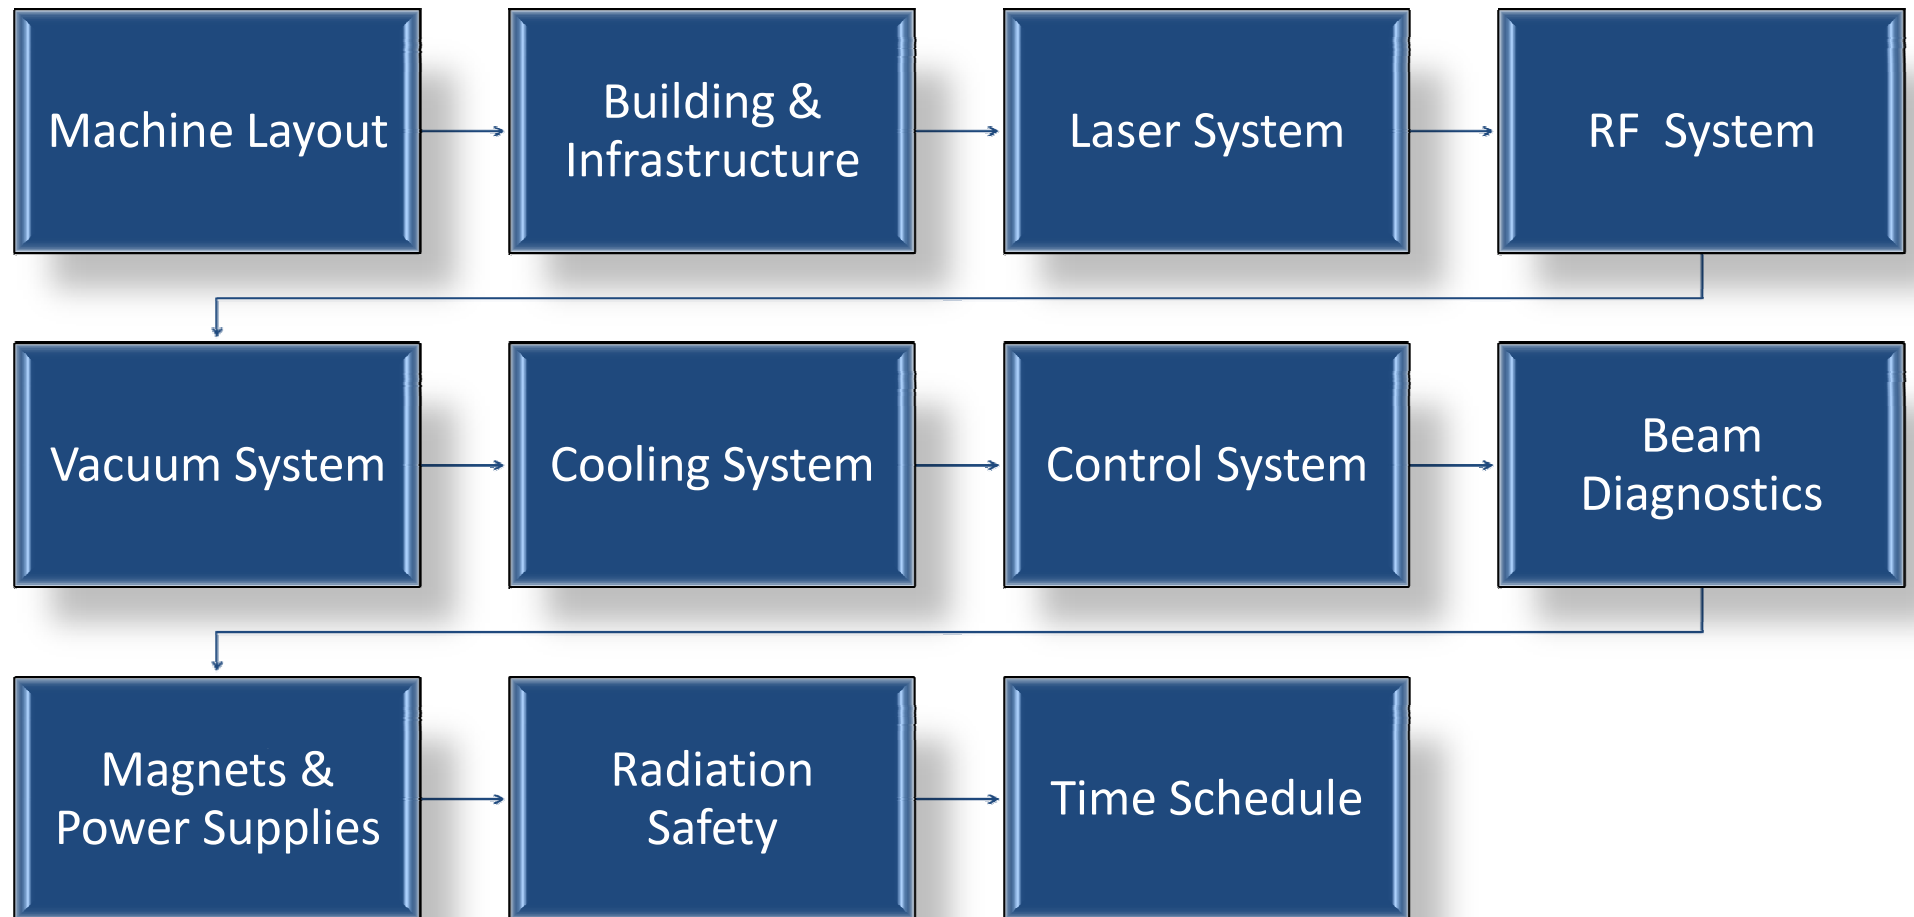 Machine Layout
Building &
Infrastructure
Laser System
RF  System
Vacuum System
Cooling System
Control System
Beam
Diagnostics
Magnets &
Power Supplies
Radiation
Safety
Time Schedule